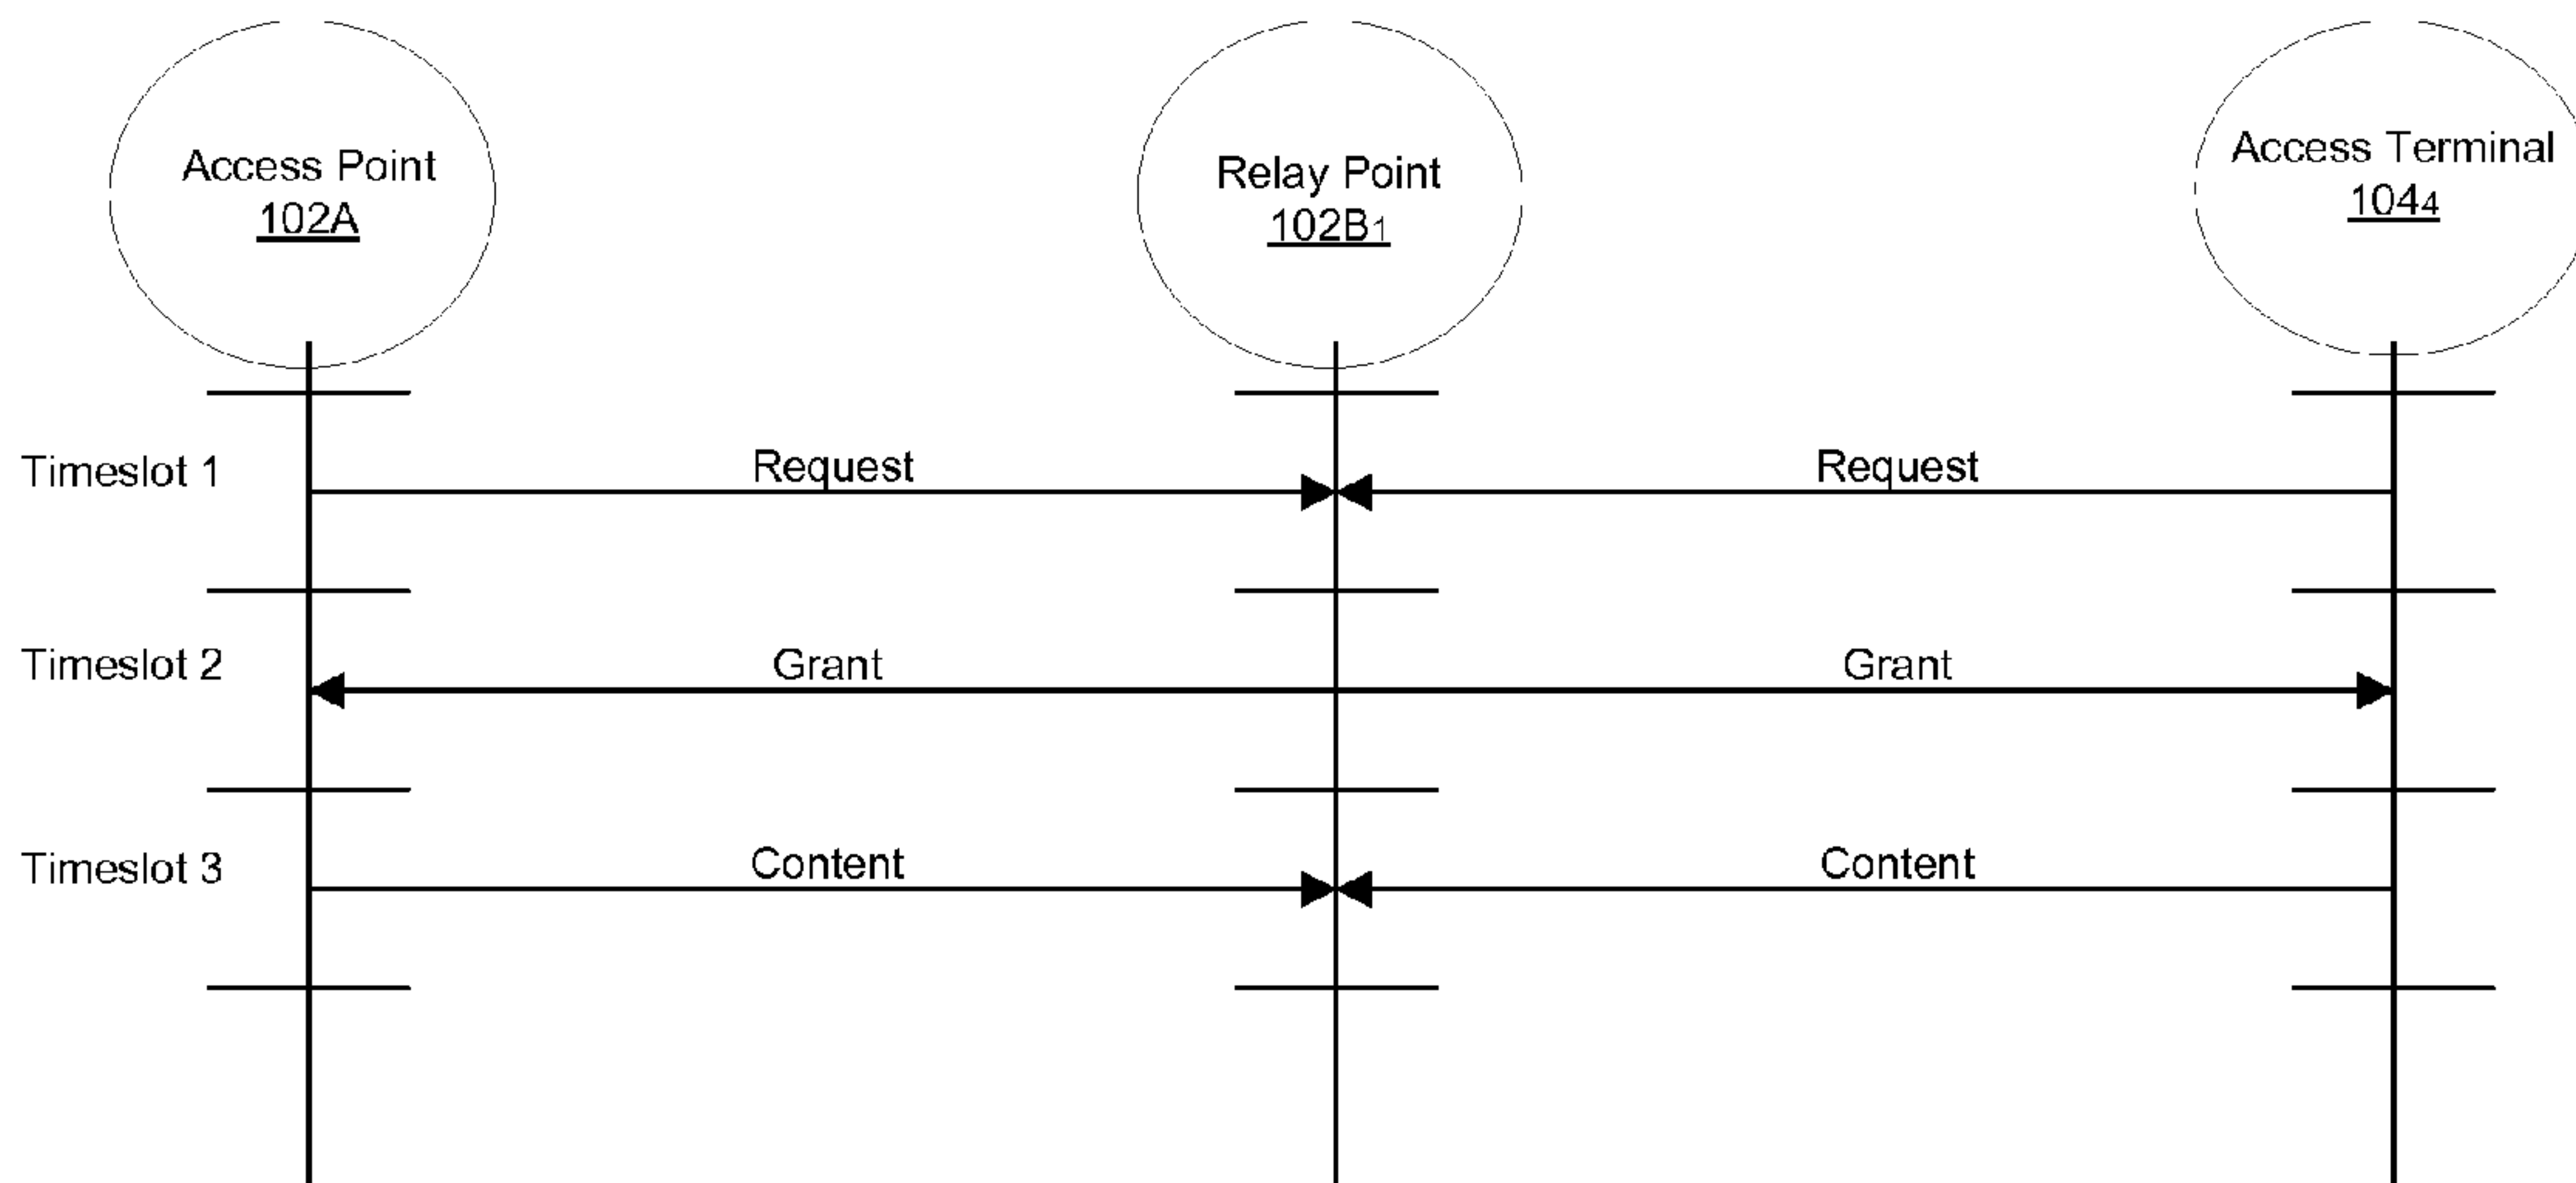 Access Point
102A
Relay Point
102B1
Access Terminal
1044
Timeslot 1
Request
Request
Timeslot 2
Grant
Grant
Timeslot 3
Content
Content